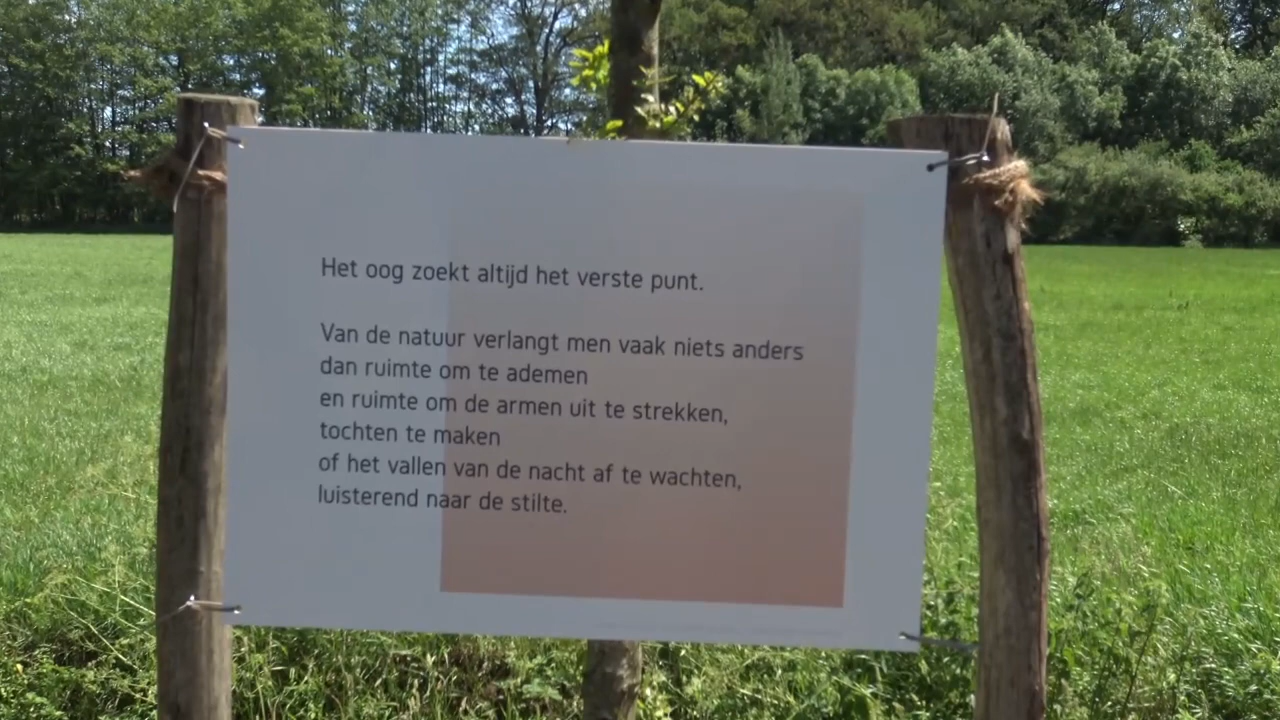 Het oog zoekt altijd het verste punt.
Van de natuur verlangt men vaak niets anders
dan ruimte om te ademen
en ruimte om de armen uit te strekken,
tochten te maken
of het vallen van de nacht af te wachten,
luisterend naar de stilte.